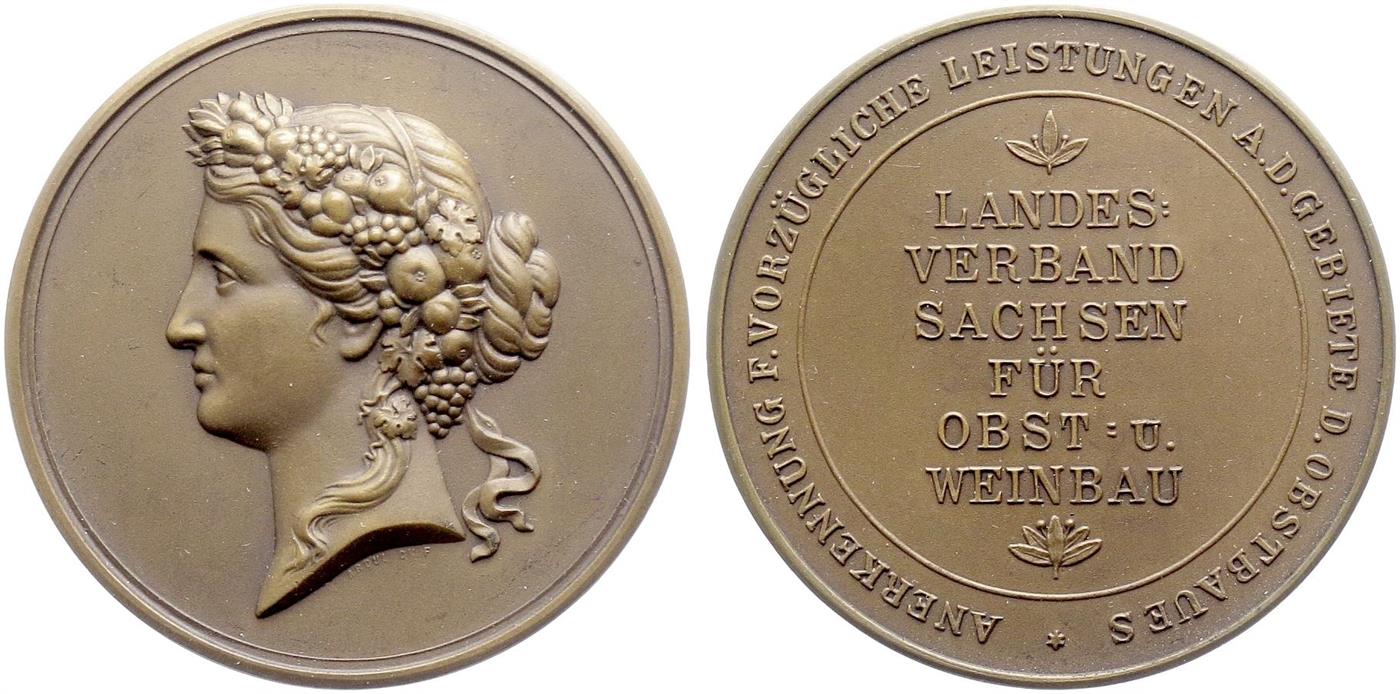 ANERKENNUNG F. VORZÜGLICHE LEISTUNGEN A.D. GEBIETE D. OBSTBAUES *
LANDES:
VERBAND
SACHSEN
FÜR
OBST : U.
WEINBAU